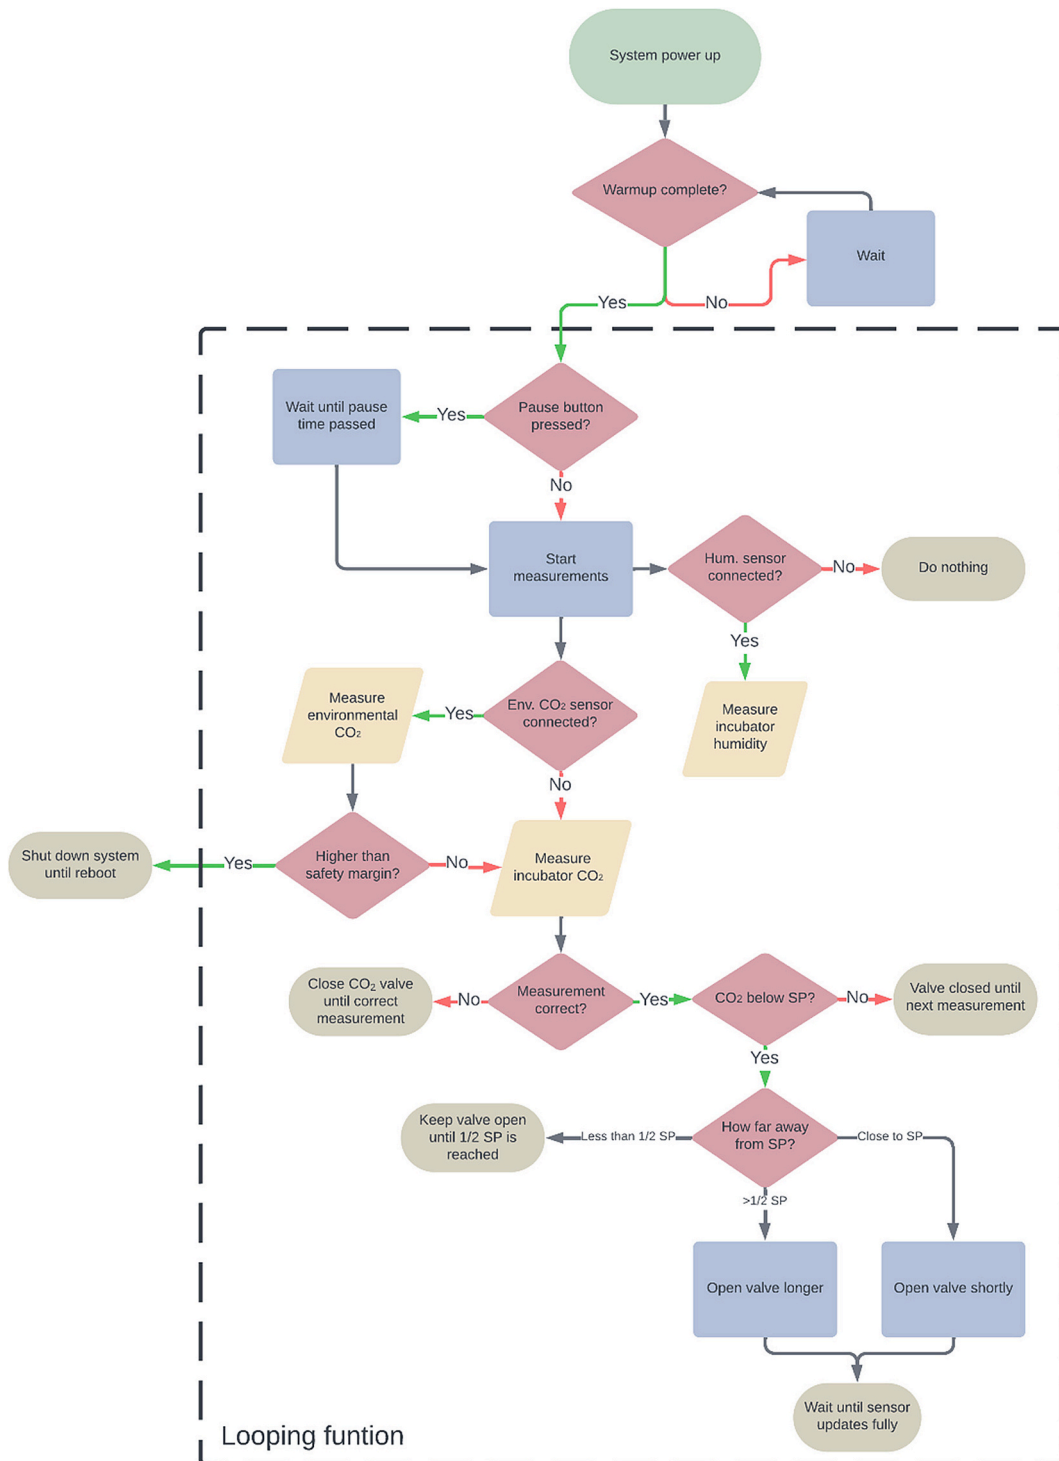 System power up
Warmup complete?
Wait
Yes
No
Wait until pause
time passed
Yes
Pause button
pressed?
No
Start
measurements
Hum. sensor
connected?
No
Do nothing
Yes
Measure
incubator
humidity
Measure
environmental
CO₂
Yes
Env. CO₂ sensor
connected?
No
Shut down system
until reboot
Yes
Higher than
safety margin?
No
Measure
incubator CO₂
Close CO₂ valve
until correct
measurement
No
Measurement
correct?
Yes
CO₂ below SP?
No
Valve closed until
next measurement
Yes
Keep valve open
until 1/2 SP is
reached
Less than 1/2 SP
How far away
from SP?
Close to SP
>1/2 SP
Open valve longer
Open valve shortly
Wait until sensor
updates fully
Looping funtion